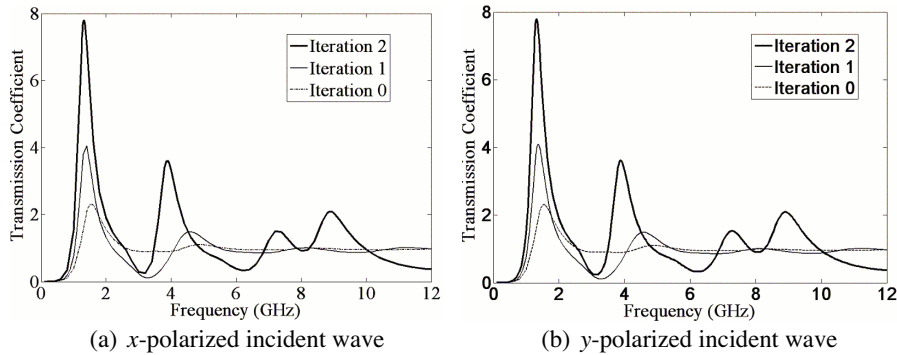 8
6
4
2
0
Transmission Coefficient
Iteration 2
Iteration 1
Iteration 0
0 2 4 6 8 10 12
Frequency (GHz)
(a) x-polarized incident wave
8
6
4
2
0
Transmission Coefficient
Iteration 2
Iteration 1
Iteration 0
0 2 4 6 8 10 12
Frequency (GHz)
(b) y-polarized incident wave